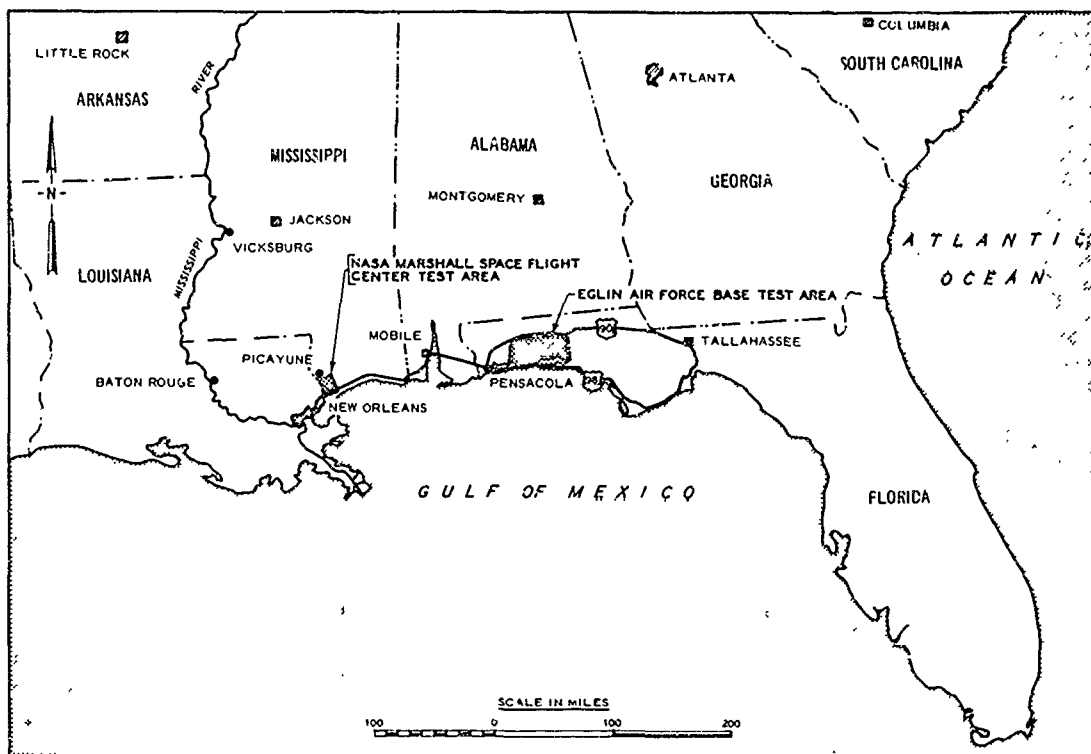 LITTLE ROCK
ARKANSAS
RIVER
COLUMBIA
SOUTH CAROLINA
ATLANTA
MISSISSIPPI
ALABAMA
GEORGIA
N
MONTGOMERY
JACKSON
VICKSBURG
ATLANTIC
OCEAN
LOUISIANA
MISSISSIPPI
NASA MARSHALL SPACE FLIGHT
CENTER TEST AREA
EGLIN AIR FORCE BASE TEST AREA
MOBILE
90
TALLAHASSEE
PICAYUNE
BATON ROUGE
PENSACOLA
98
NEW ORLEANS
GULF OF MEXICO
FLORIDA
SCALE IN MILES
100 0 100 200